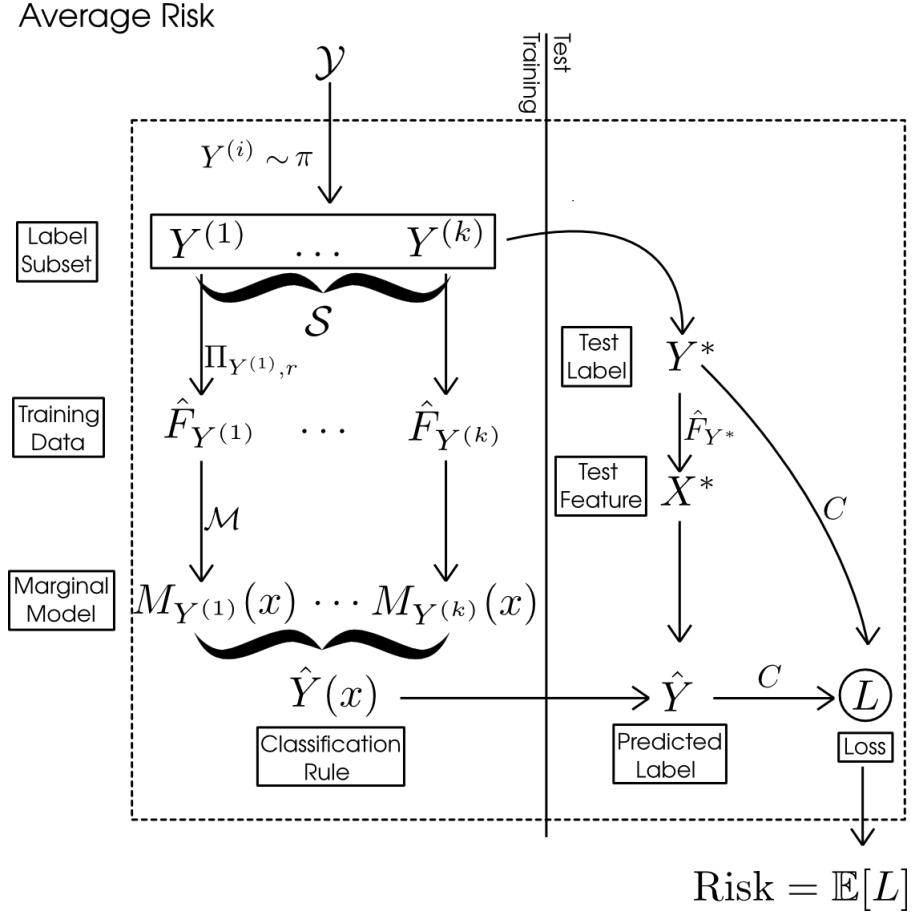 Average Risk
𝒴
Test
Training
Y^{(i)} ∼ π
Label
Subset
Y^{(1)} … Y^{(k)}
𝒮
Π_{Y^{(1)},r}
Test
Label
Y*
Training
Data
F̂_{Y^{(1)}} … F̂_{Y^{(k)}}
F̂_{Y*}
Test
Feature
X*
C
ℳ
Marginal
Model
M_{Y^{(1)}}(x) ⋯ M_{Y^{(k)}}(x)
Ŷ(x)
Ŷ
C
L
Classification
Rule
Predicted
Label
Loss
Risk = 𝔼[L]